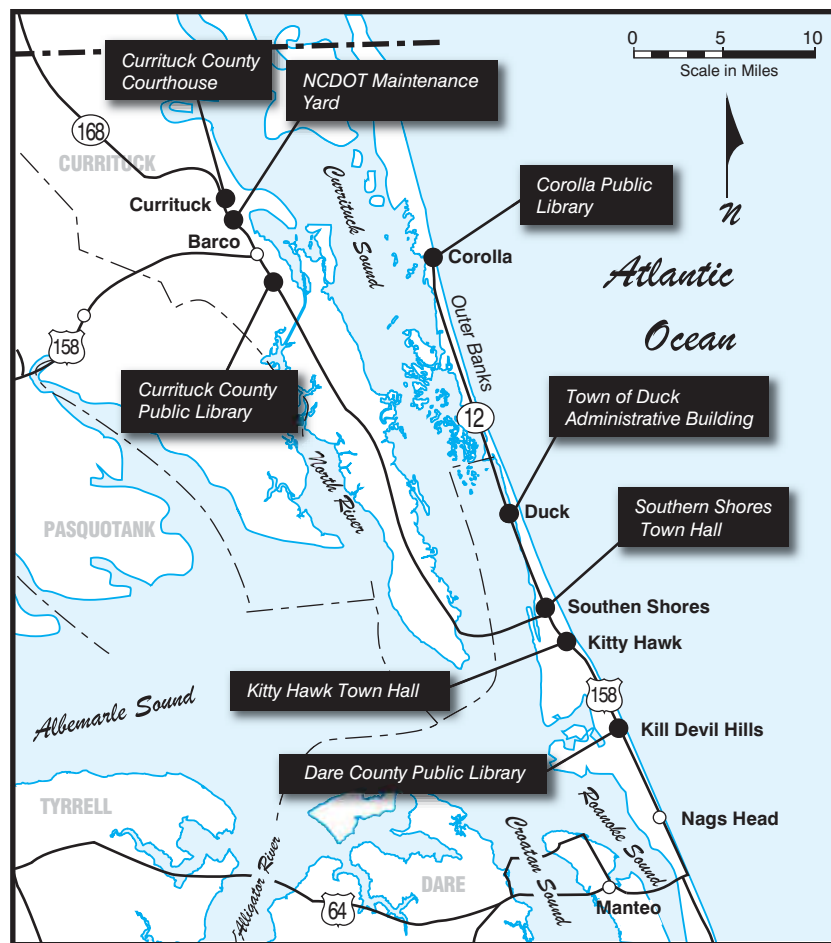 Currituck County
Courthouse
NCDOT Maintenance
Yard
0
5
10
Scale in Miles
168
CURRITUCK
Currituck
Barco
Currituck Sound
Corolla Public
Library
N
Corolla
Atlantic
Ocean
Outer Banks
158
Currituck County
Public Library
12
Town of Duck
Administrative Building
North River
PASQUOTANK
Duck
Southern Shores
Town Hall
Southen Shores
Kitty Hawk
Kitty Hawk Town Hall
158
Albemarle Sound
Kill Devil Hills
Dare County Public Library
TYRRELL
Roanoke Sound
Nags Head
Croatan Sound
Alligator River
DARE
64
Manteo